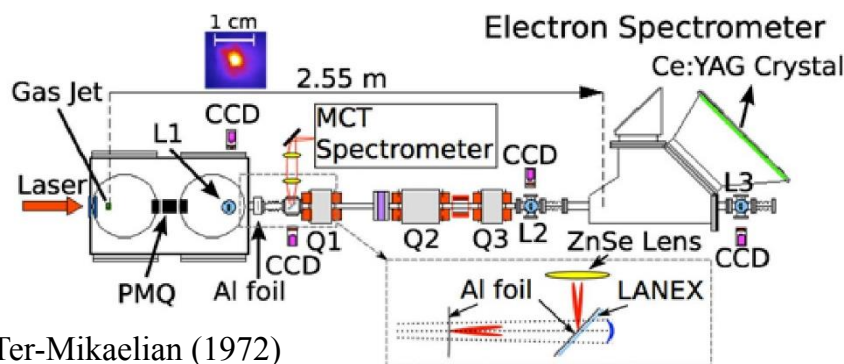 1 cm
Electron Spectrometer
Ce:YAG Crystal
2.55 m
Gas Jet
CCD
L1
MCT
Spectrometer
CCD
Laser
L3
Q1
Q2
Q3
L2
ZnSe Lens
CCD
PMQ
Al foil
CCD
Al foil
LANEX
Ter-Mikaelian (1972)